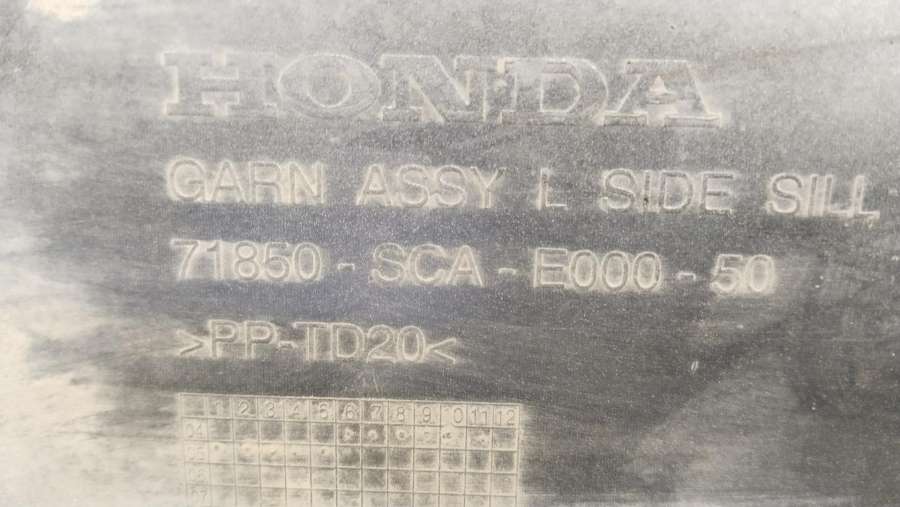 HONDA
GARN ASSY L SIDE SILL
71850-SCA-E000-50
>PP-TD20<
1 2 3 4 5 6 7 8 9 10 11 12
04